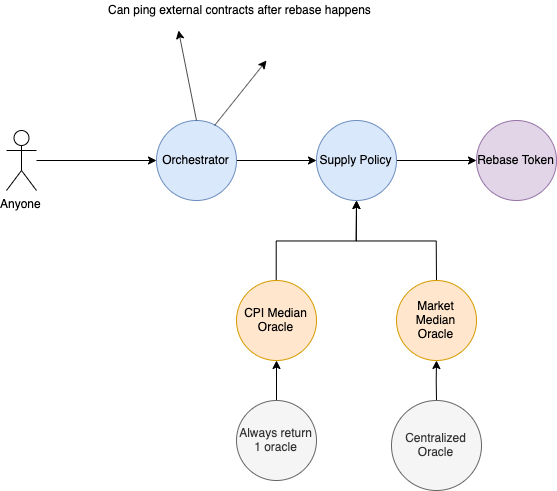 Can ping external contracts after rebase happens
Orchestrator
Supply Policy
Rebase Token
Anyone
CPI Median
Oracle
Market
Median
Oracle
Always return
1 oracle
Centralized
Oracle